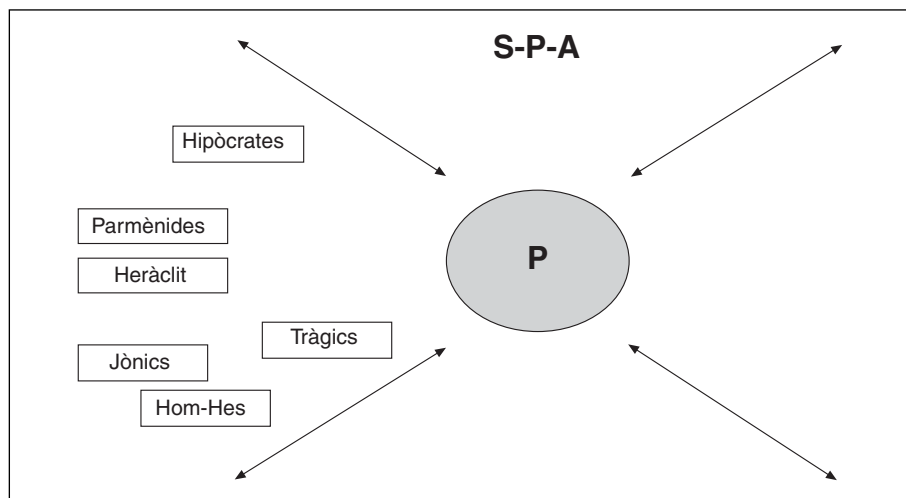 S-P-A
Hipòcrates
Parmènides
Heràclit
P
Tràgics
Jònics
Hom-Hes